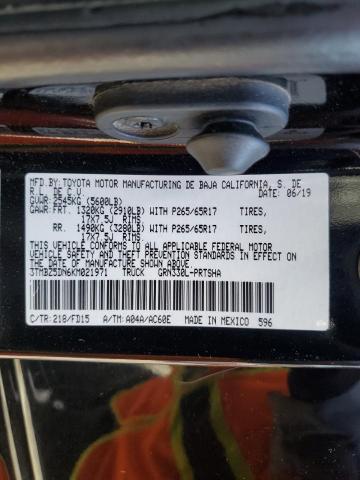 MFD.BY:TOYOTA MOTOR MANUFACTURING DE BAJA CALIFORNIA, S. DE
R. L. DE C.V. DATE: 06/19
GVWR:2545KG (5600LB)
GAWR:FRT. 1320KG (2910LB) WITH P265/65R17 TIRES,
17X7.5J RIMS
RR. 1490KG (3280LB) WITH P265/65R17 TIRES,
17X7.5J RIMS
THIS VEHICLE CONFORMS TO ALL APPLICABLE FEDERAL MOTOR
VEHICLE SAFETY AND THEFT PREVENTION STANDARDS IN EFFECT
ON THE DATE OF MANUFACTURE SHOWN ABOVE.
3TMBZ5DN6KM021971 TRUCK GRN330L-PRTSHA
C/TR:218/FD15 A/TM:A04A/AC60E MADE IN MEXICO 596